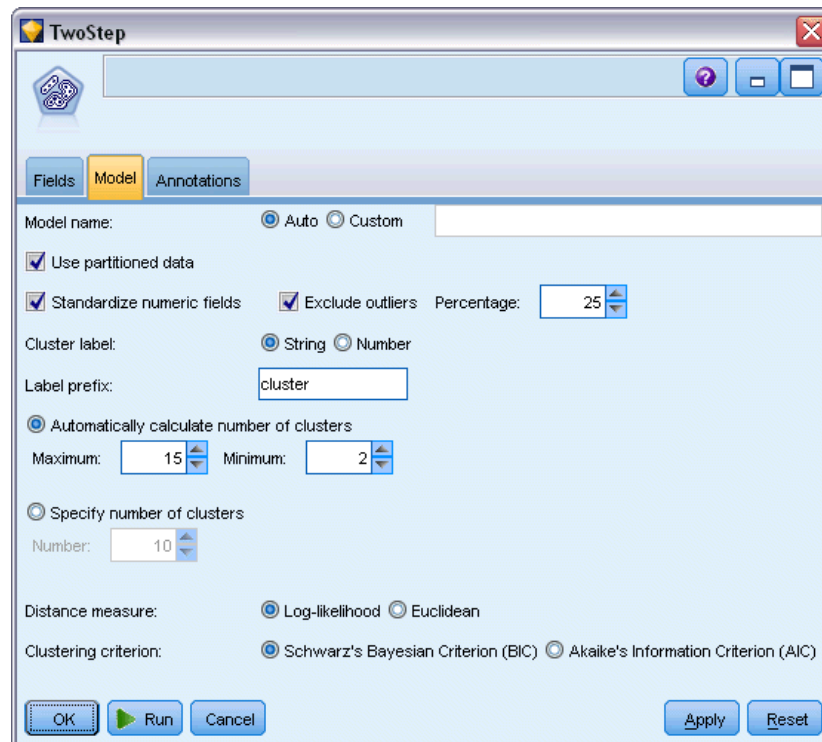 TwoStep
Fields Model Annotations
Model name: Auto Custom
Use partitioned data
Standardize numeric fields Exclude outliers Percentage: 25
Cluster label: String Number
Label prefix: cluster
Automatically calculate number of clusters
Maximum: 15 Minimum: 2
Specify number of clusters
Number: 10
Distance measure: Log-likelihood Euclidean
Clustering criterion: Schwarz's Bayesian Criterion (BIC) Akaike's Information Criterion (AIC)
OK Run Cancel Apply Reset